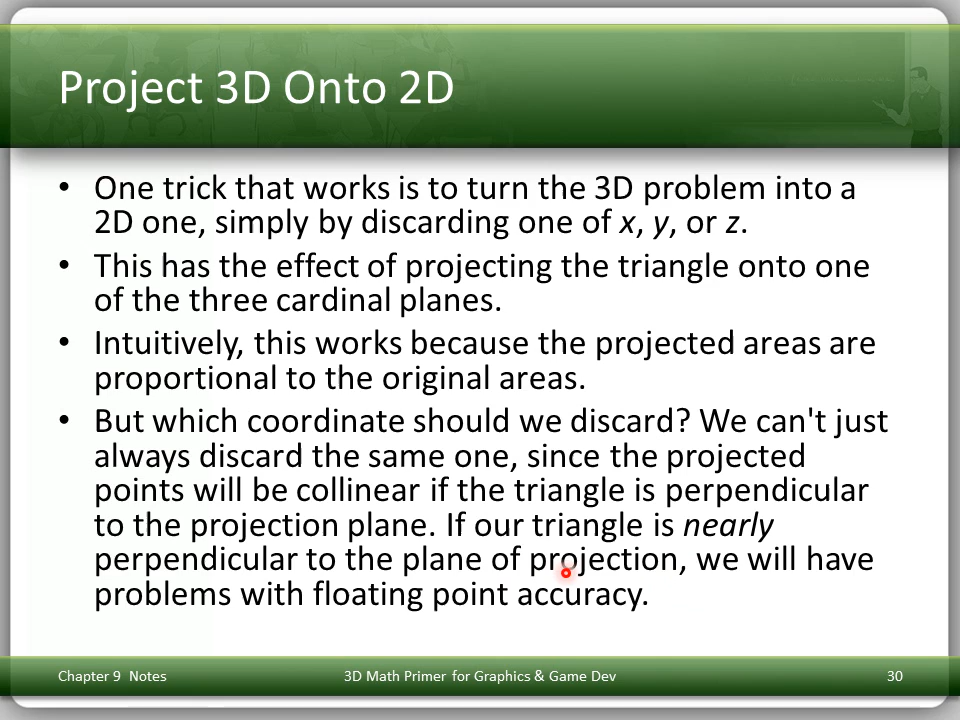 Project 3D Onto 2D
• One trick that works is to turn the 3D problem into a
2D one, simply by discarding one of x, y, or z.
• This has the effect of projecting the triangle onto one
of the three cardinal planes.
• Intuitively, this works because the projected areas are
proportional to the original areas.
• But which coordinate should we discard? We can't just
always discard the same one, since the projected
points will be collinear if the triangle is perpendicular
to the projection plane. If our triangle is nearly
perpendicular to the plane of projection, we will have
problems with floating point accuracy.
Chapter 9 Notes
3D Math Primer for Graphics & Game Dev
30